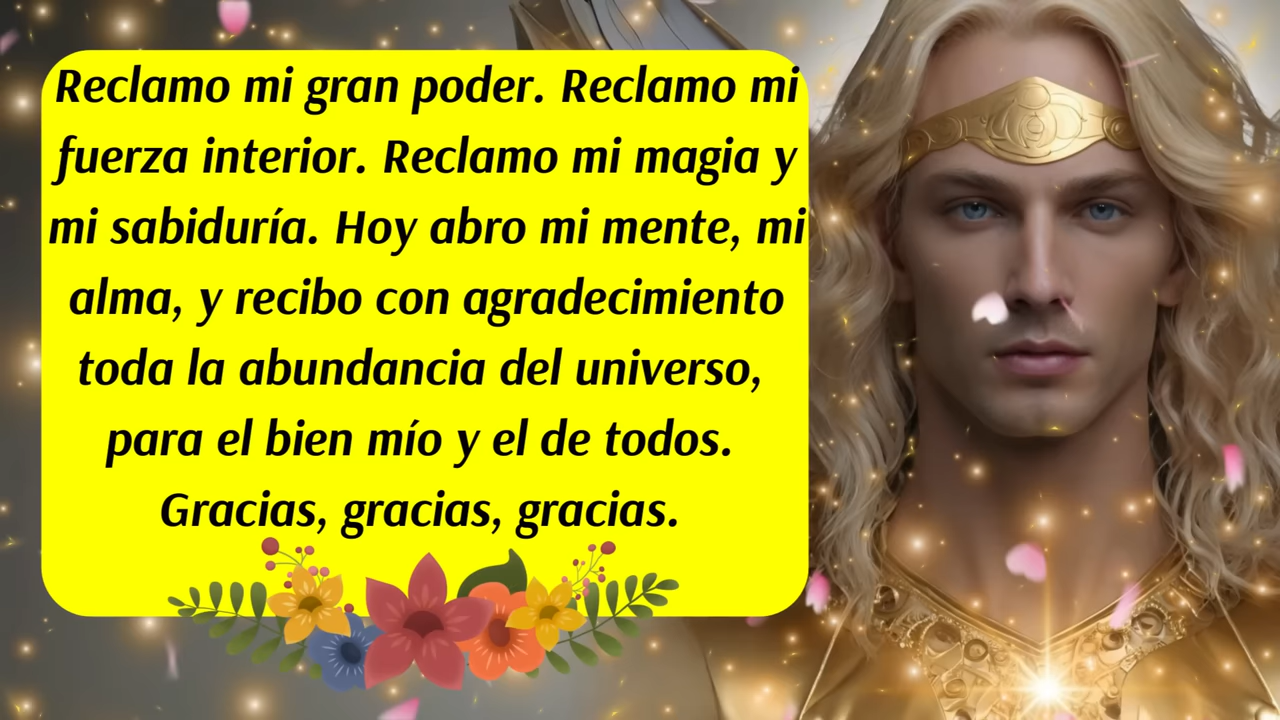 Reclamo mi gran poder. Reclamo mi
fuerza interior. Reclamo mi magia y
mi sabiduría. Hoy abro mi mente, mi
alma, y recibo con agradecimiento
toda la abundancia del universo,
para el bien mío y el de todos.
Gracias, gracias, gracias.